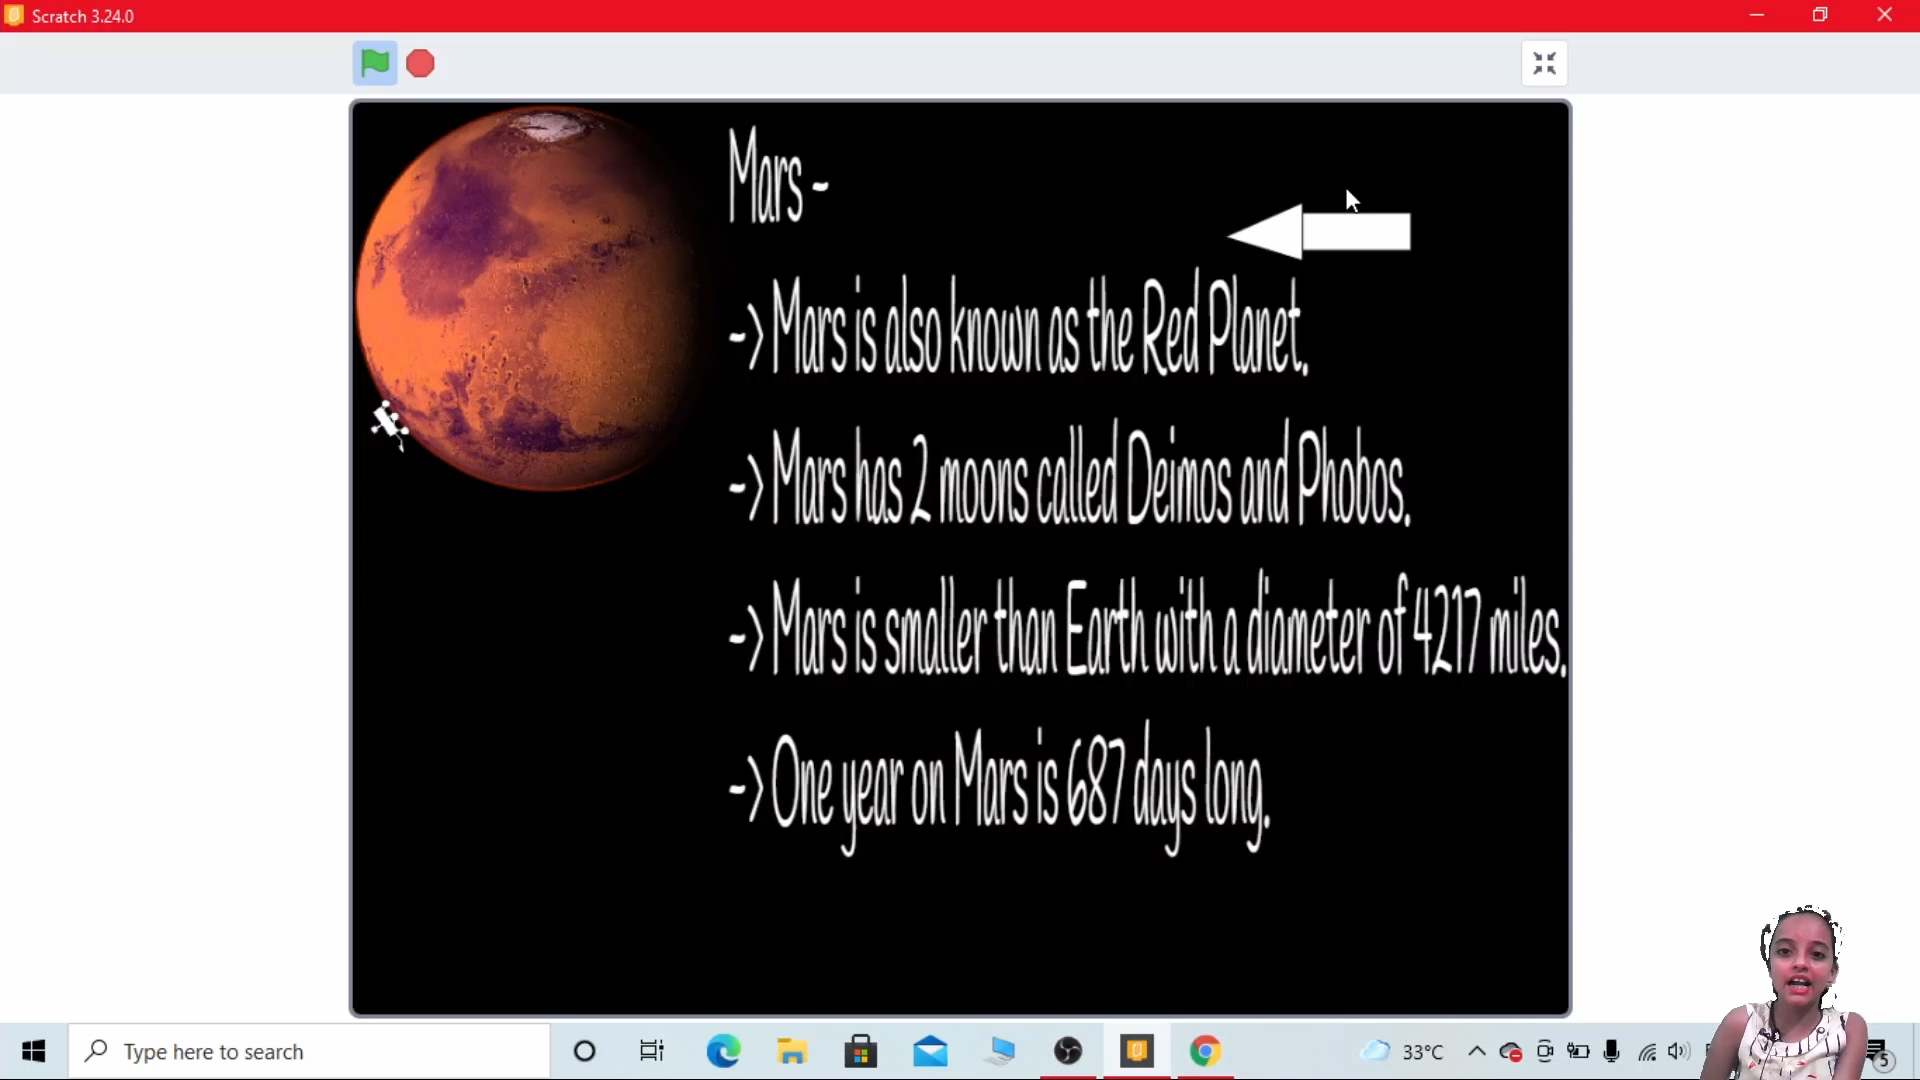 Scratch 3.24.0
Mars -
-> Mars is also known as the Red Planet.
-> Mars has 2 moons called Deimos and Phobos.
-> Mars is smaller than Earth with a diameter of 4217 miles.
-> One year on Mars is 687 days long.
Type here to search
33°C
5